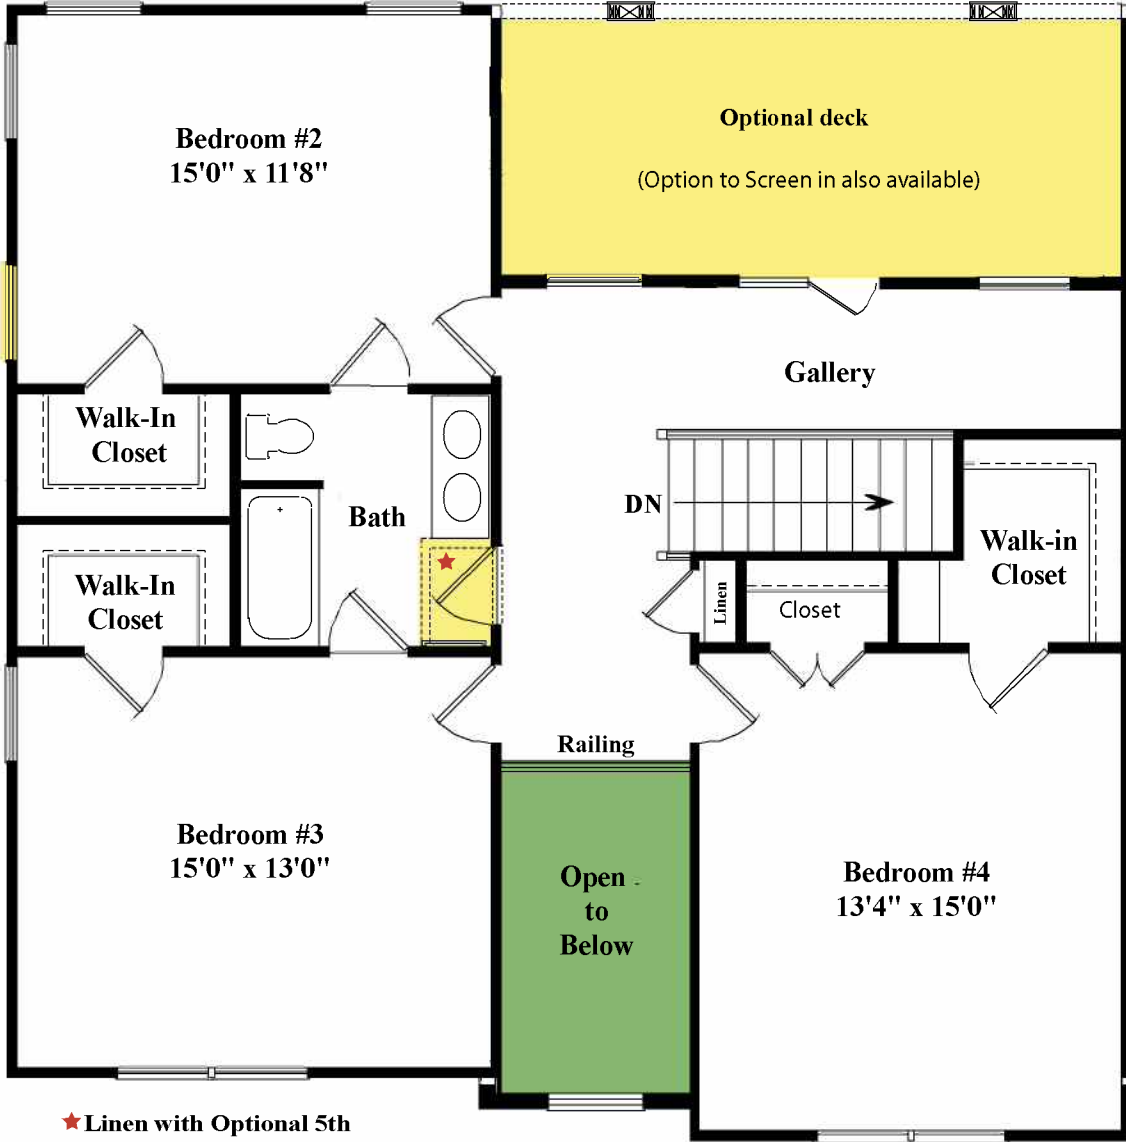 Bedroom #2
15'0" x 11'8"
Optional deck
(Option to Screen in also available)
Gallery
Walk-In
Closet
Bath
DN
Walk-in
Closet
Walk-In
Closet
Linen
Closet
Railing
Bedroom #3
15'0" x 13'0"
Open
to
Below
Bedroom #4
13'4" x 15'0"
★Linen with Optional 5th